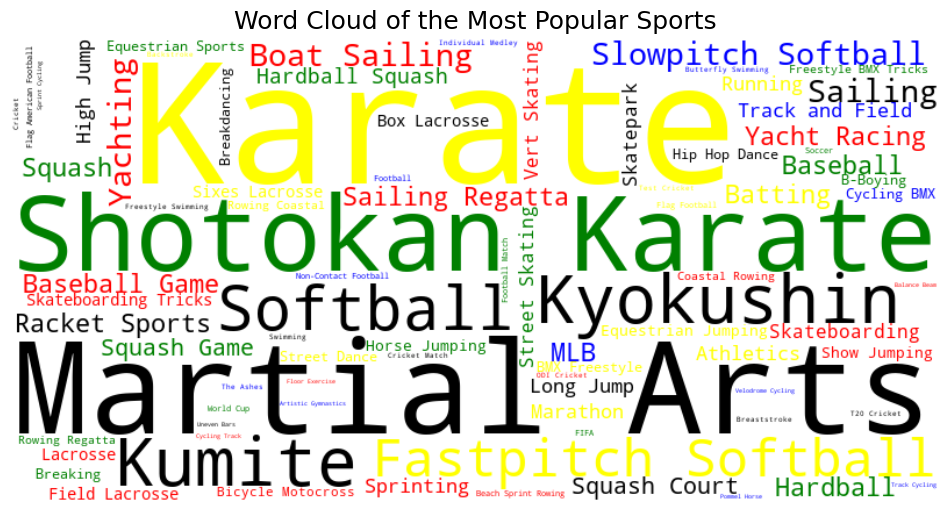 Word Cloud of the Most Popular Sports
Karate
Shotokan Karate
Martial Arts
Softball
Kyokushin
Kumite
Fastpitch Softball
Equestrian Sports
Boat Sailing
Individual Medley
Slowpitch Softball
Butterfly Swimming
Freestyle BMX Tricks
High Jump
Flag American Football
Sprint Cycling
Cricket
Yachting
Hardball Squash
Breakdancing
Box Lacrosse
Vert Skating
Skatepark
Running
Sailing
Track and Field
Yacht Racing
Hip Hop Dance
Soccer
Baseball
B-Boying
Cycling BMX
Squash
Football
Sixes Lacrosse
Rowing Coastal
Freestyle Swimming
Sailing Regatta
Test Cricket
Flag Football
Batting
Baseball Game
Skateboarding Tricks
Racket Sports
Non-Contact Football
Football Match
Street Skating
Coastal Rowing
Balance Beam
Equestrian Jumping
Skateboarding
Squash Game
Swimming
Street Dance
Horse Jumping
Cricket Match
MLB
BMX Freestyle
ODI Cricket
Long Jump
Athletics
Show Jumping
The Ashes
Floor Exercise
Artistic Gymnastics
World Cup
Uneven Bars
Cycling Track
Marathon
FIFA
Velodrome Cycling
Breaststroke
T20 Cricket
Rowing Regatta
Lacrosse
Breaking
Field Lacrosse
Bicycle Motocross
Sprinting
Beach Sprint Rowing
Squash Court
Pommel Horse
Hardball
Track Cycling